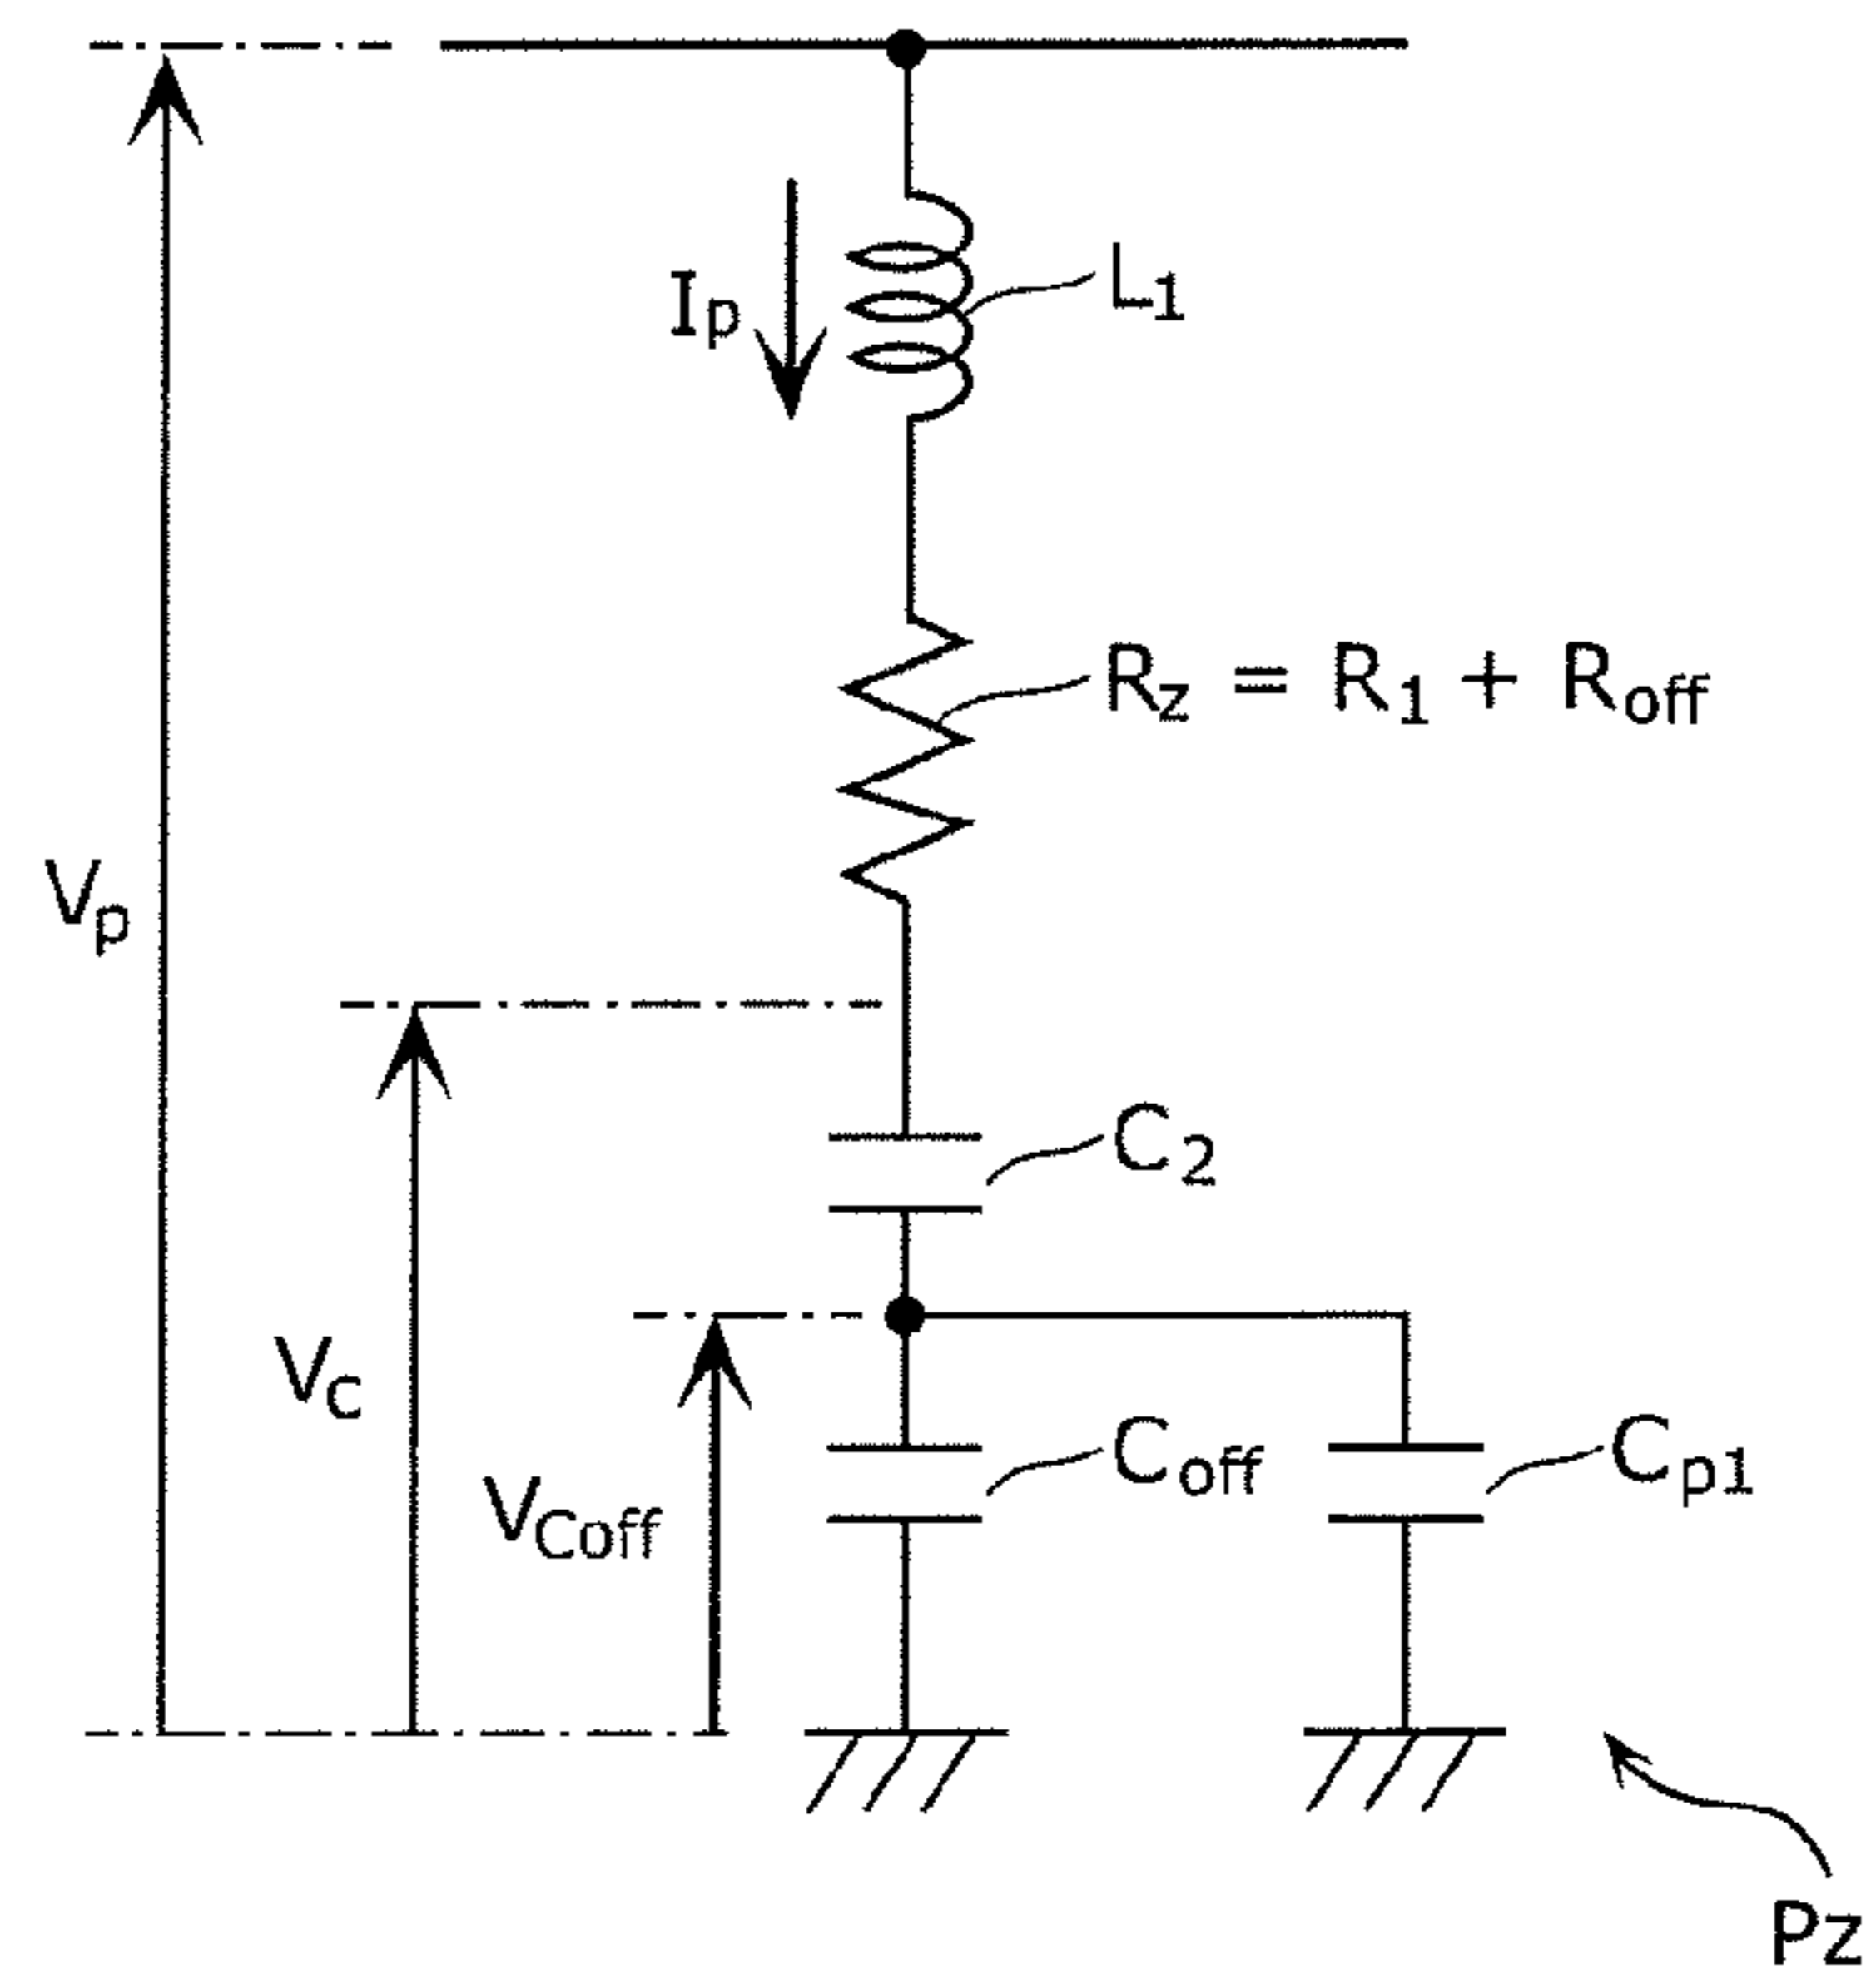 L1
Ip
Rz = R1 + Roff
Vp
C2
VC
Coff
Cp1
VCoff
Pz